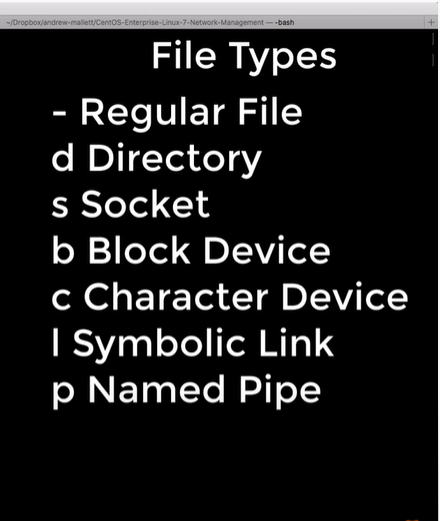 ~/Dropbox/andrew-mallett/CentOS-Enterprise-Linux-7-Network-Management — -bash
File Types
- Regular File
d Directory
s Socket
b Block Device
c Character Device
l Symbolic Link
p Named Pipe